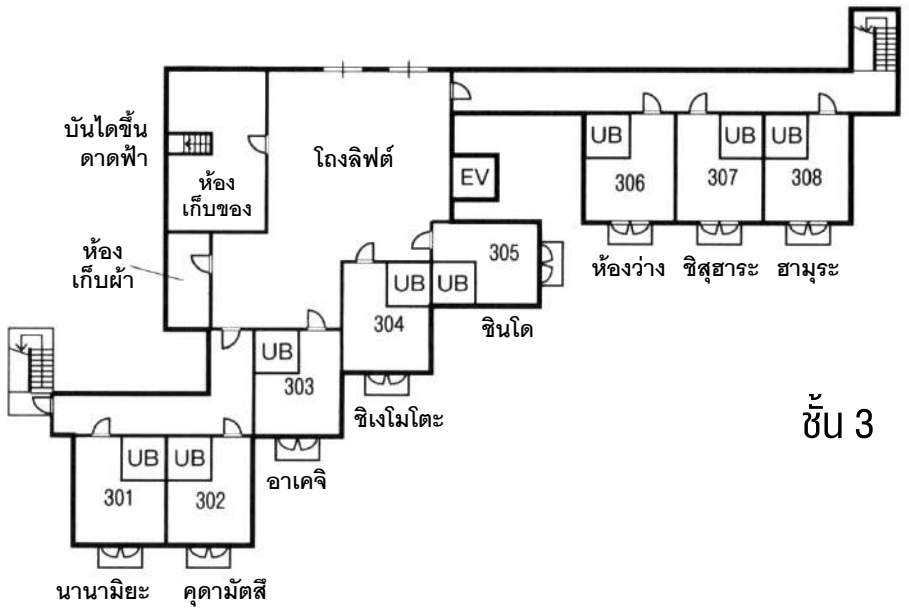 บันไดขึ้น
ดาดฟ้า
ห้อง
เก็บของ
โถงลิฟต์
EV
UB
306
UB
307
UB
308
ห้องว่าง
ชิสุฮาระ
ฮามุระ
ห้อง
เก็บผ้า
305
UB
ชินโด
UB
304
ชิเงโมโตะ
UB
303
อาเคจิ
ชั้น 3
UB
301
UB
302
นานามิยะ
คุดามัตสึ